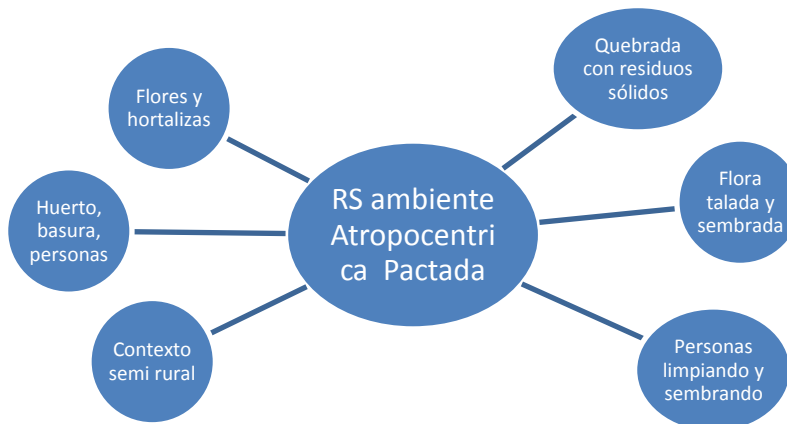 Quebrada
con residuos
sólidos
Flores y
hortalizas
RS ambiente
Atropocentri
ca Pactada
Flora
talada y
sembrada
Huerto,
basura,
personas
Contexto
semi rural
Personas
limpiando y
sembrando